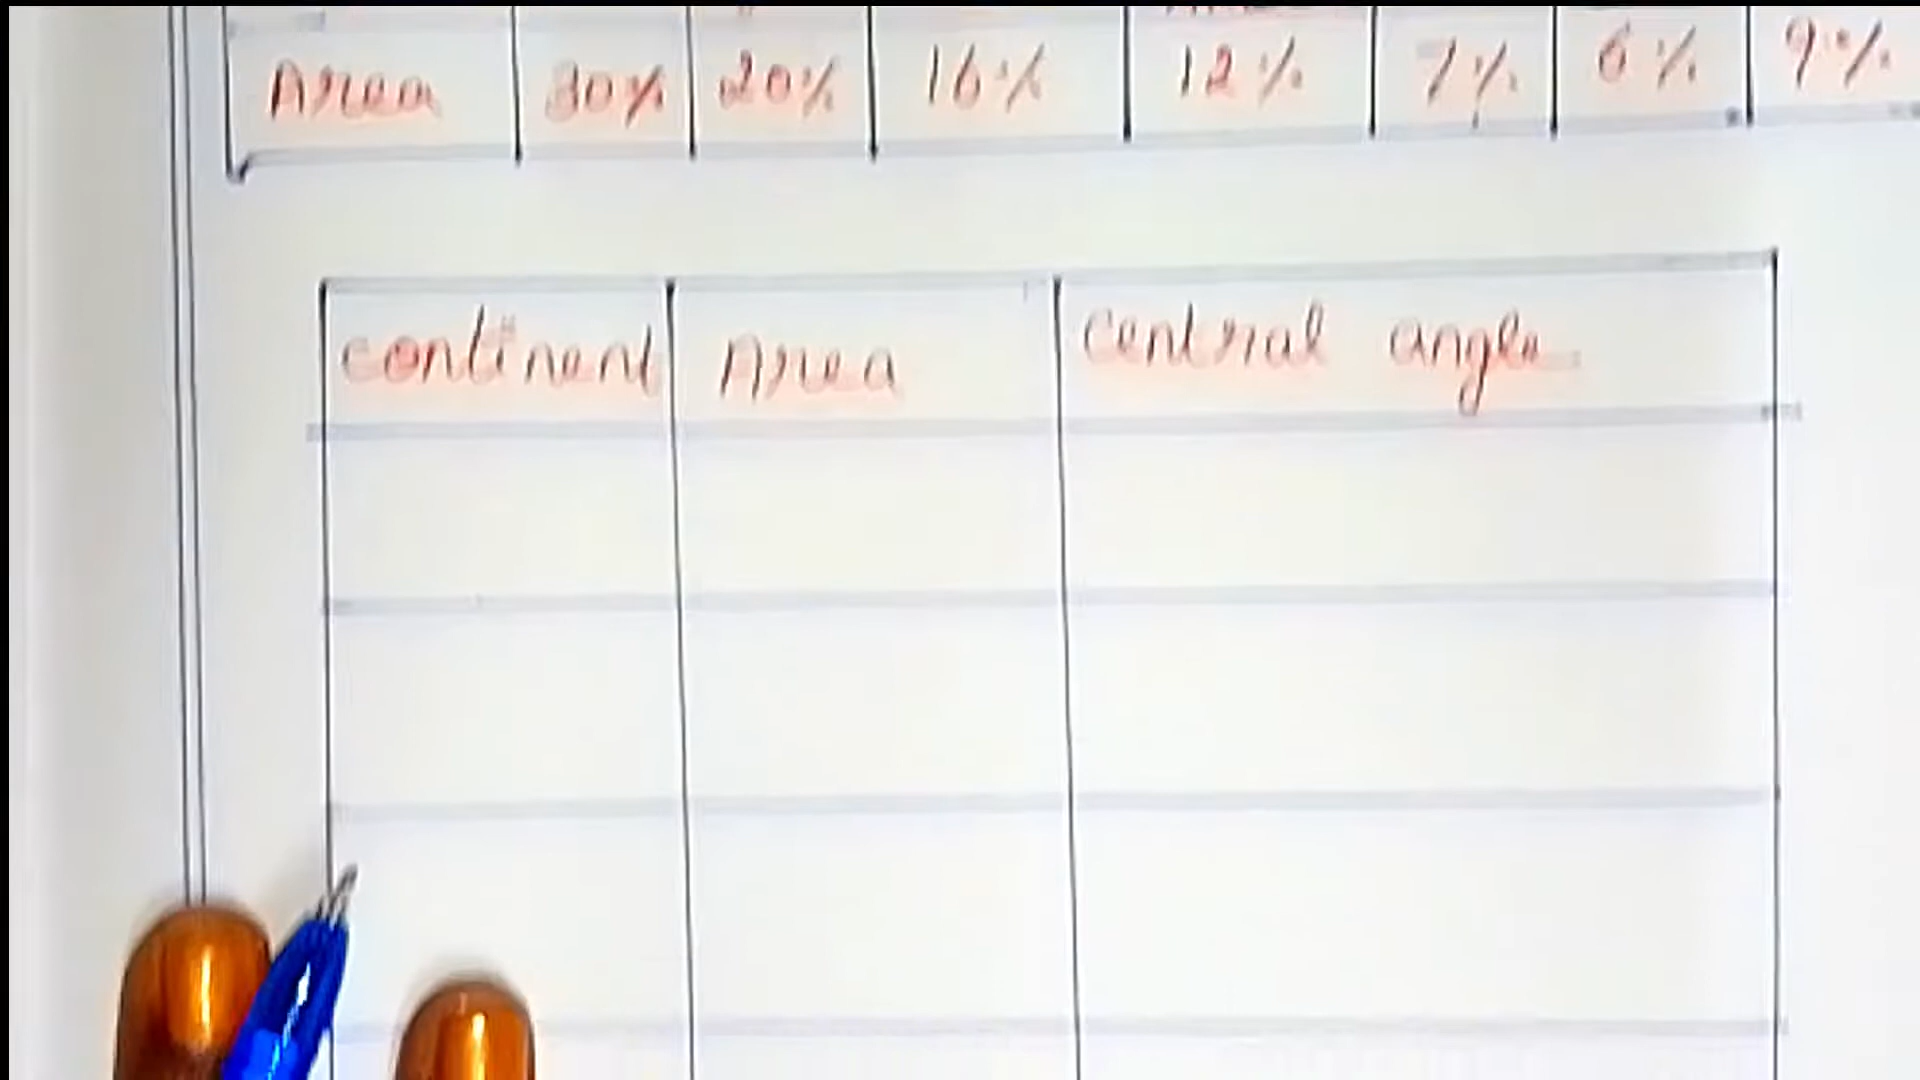 Area 30% 20% 16% 12% 7% 6% 9%
Continent Area Central angle